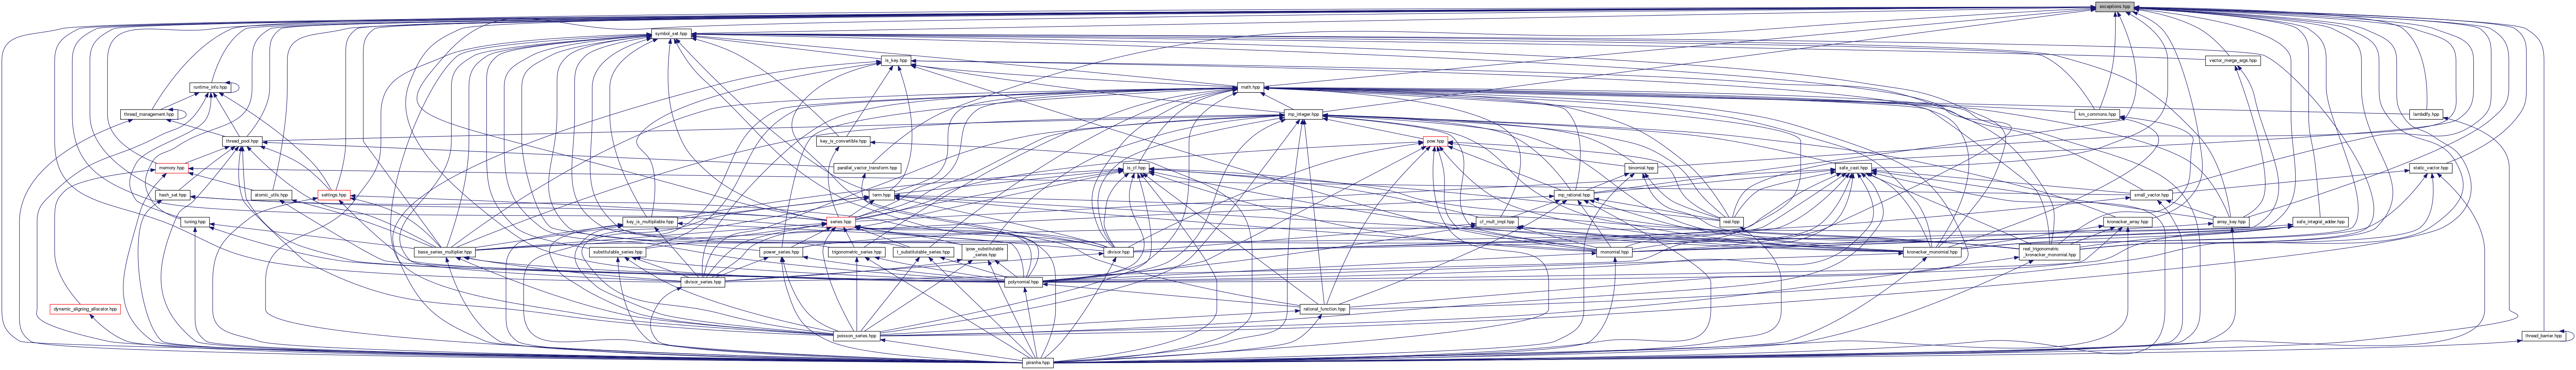 exceptions.hpp
symbol_set.hpp
is_key.hpp
vector_merge_args.hpp
runtime_info.hpp
math.hpp
thread_management.hpp
mp_integer.hpp
km_commons.hpp
lambdify.hpp
thread_pool.hpp
key_is_convertible.hpp
pow.hpp
memory.hpp
parallel_vector_transform.hpp
is_cf.hpp
binomial.hpp
safe_cast.hpp
static_vector.hpp
hash_set.hpp
atomic_utils.hpp
settings.hpp
term.hpp
mp_rational.hpp
small_vector.hpp
tuning.hpp
key_is_multipliable.hpp
series.hpp
cf_mult_impl.hpp
real.hpp
kronecker_array.hpp
array_key.hpp
safe_integral_adder.hpp
base_series_multiplier.hpp
substitutable_series.hpp
power_series.hpp
trigonometric_series.hpp
t_substitutable_series.hpp
ipow_substitutable
_series.hpp
divisor.hpp
monomial.hpp
kronecker_monomial.hpp
real_trigonometric
_kronecker_monomial.hpp
divisor_series.hpp
polynomial.hpp
dynamic_aligning_allocator.hpp
rational_function.hpp
poisson_series.hpp
thread_barrier.hpp
piranha.hpp